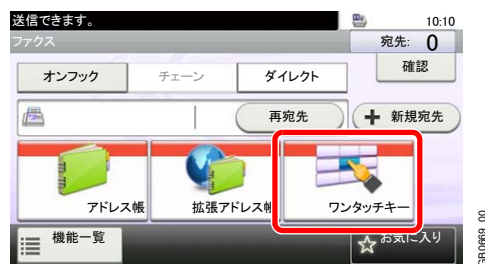 送信できます。
10:10
ファクス
宛先: 0
オンフック
チェーン
ダイレクト
確認
再宛先
新規宛先
アドレス帳
拡張アドレス帳
ワンタッチキー
機能一覧
お気に入り